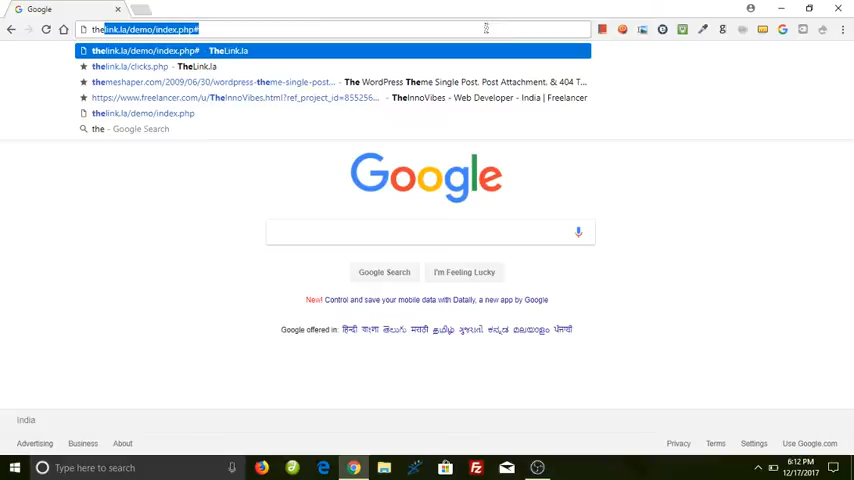 Google
thelink.la/demo/index.php#
thelink.la/demo/index.php# - TheLink.la
thelink.la/clicks.php - TheLink.la
themeshaper.com/2009/06/30/wordpress-theme-single-post... - The WordPress Theme Single Post, Post Attachment, & 404 T...
https://www.freelancer.com/u/TheInnoVibes.html?ref_project_id=855256... - TheInnoVibes - Web Developer - India | Freelancer
thelink.la/demo/index.php
the - Google Search
Google
Google Search I'm Feeling Lucky
New! Control and save your mobile data with Datally, a new app by Google
Google offered in: हिन्दी বাংলা తెలుగు मराठी தமிழ் ગુજરાતી ಕನ್ನಡ മലയാളം ਪੰਜਾਬੀ
India
Advertising Business About Privacy Terms Settings Use Google.com
Type here to search
6:12 PM
12/17/2017